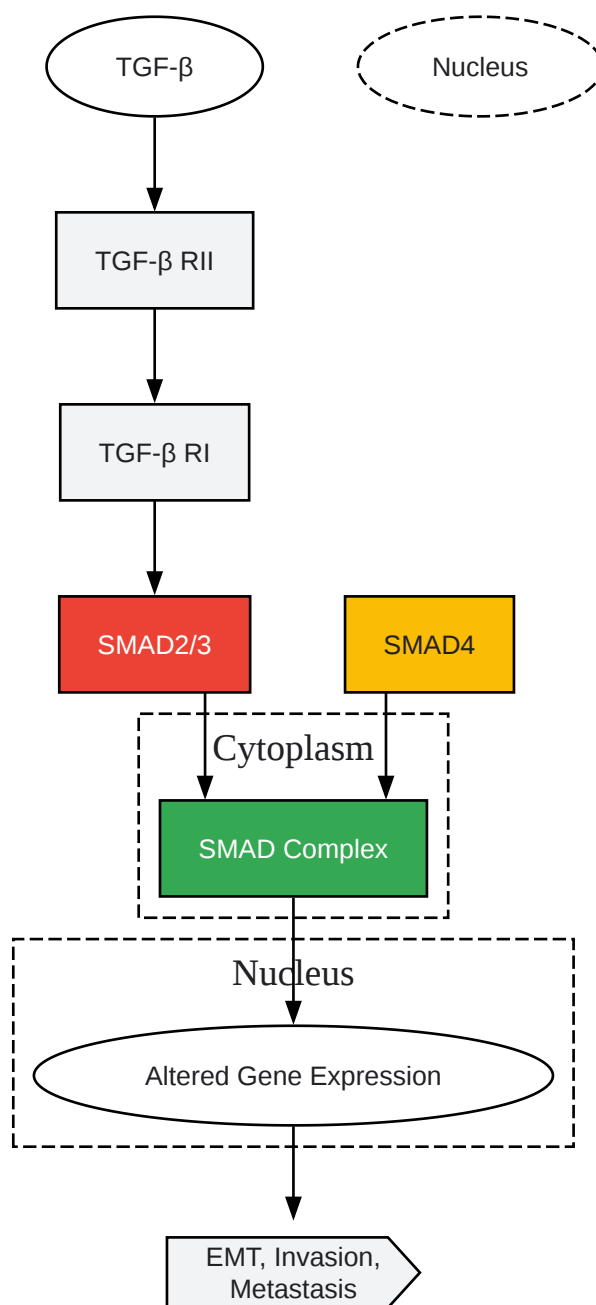 TGF-β
Nucleus
TGF-β RII
TGF-β RI
SMAD2/3
SMAD4
Cytoplasm
SMAD Complex
Nucleus
Altered Gene Expression
EMT, Invasion,
Metastasis